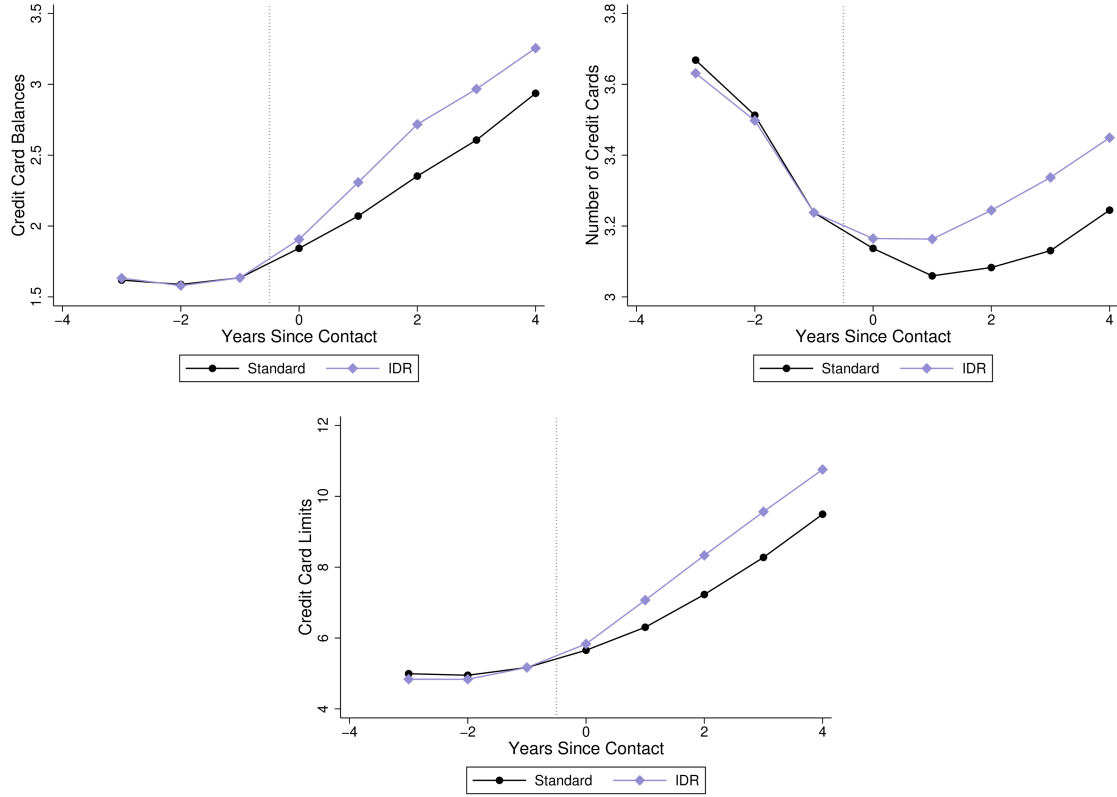 Credit Card Balances
3.5
3
2.5
2
1.5
−4 −2 0 2 4
Years Since Contact
Standard IDR
Number of Credit Cards
3.8
3.6
3.4
3.2
3
−4 −2 0 2 4
Years Since Contact
Standard IDR
Credit Card Limits
12
10
8
6
4
−4 −2 0 2 4
Years Since Contact
Standard IDR